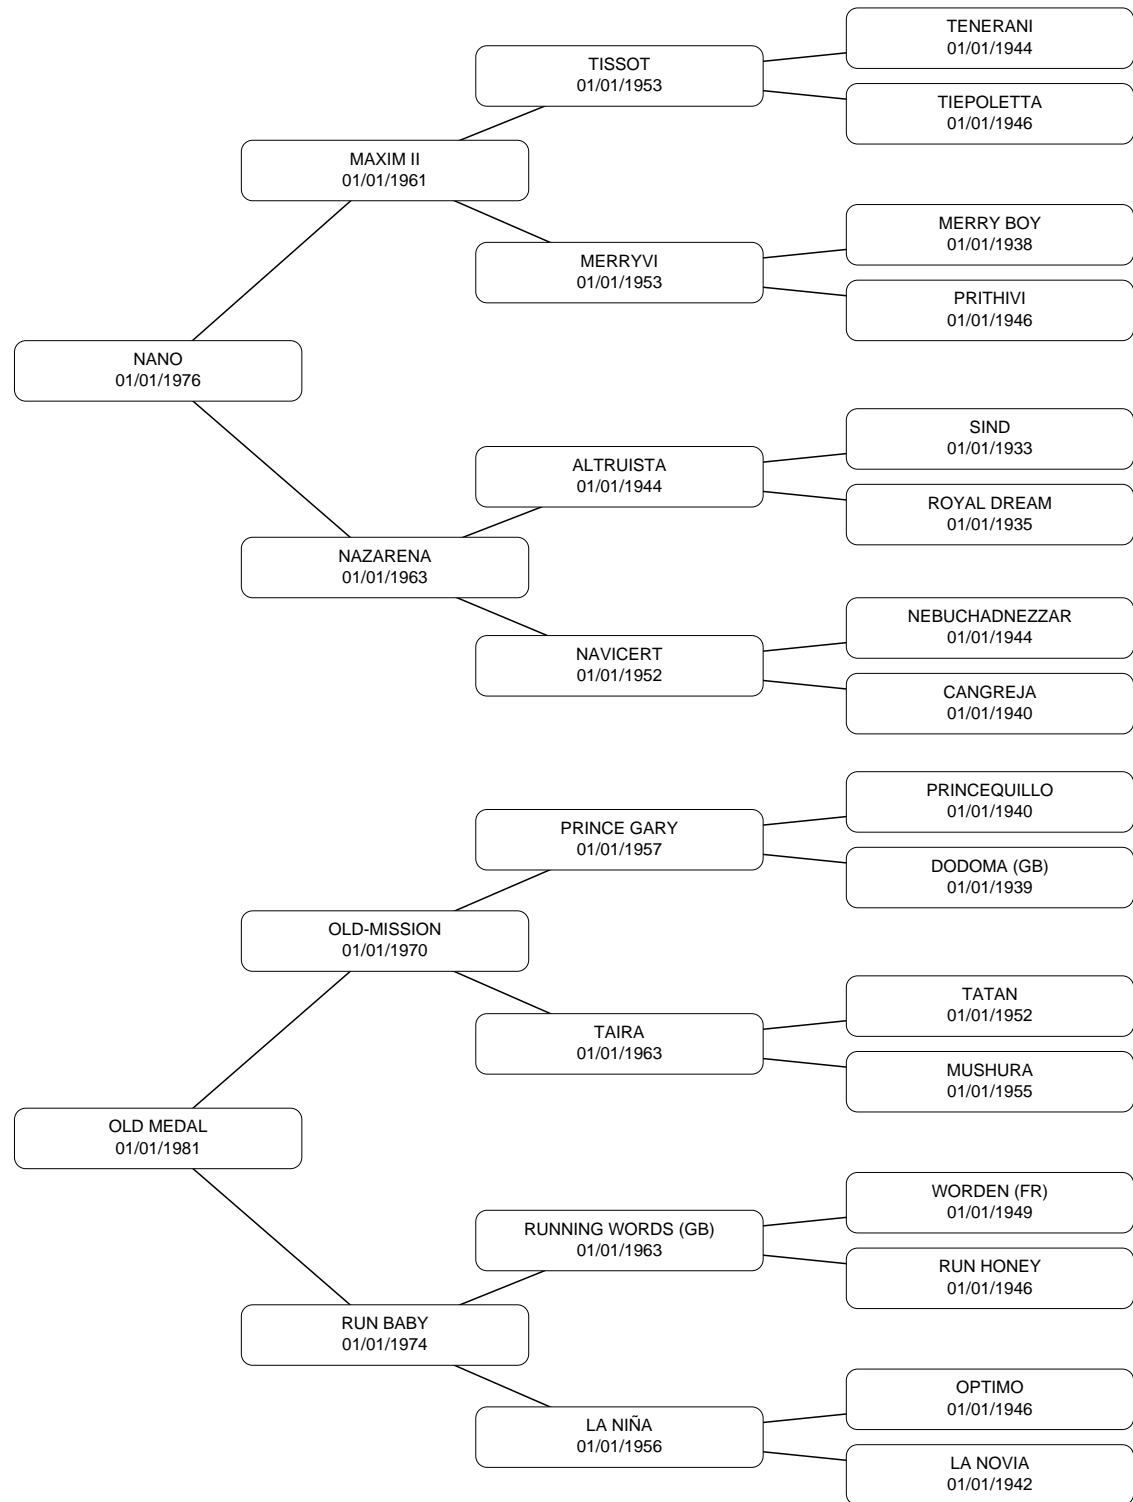 TENERANI
01/01/1944
TISSOT
01/01/1953
TIEPOLETTA
01/01/1946
MAXIM II
01/01/1961
MERRY BOY
01/01/1938
MERRYVI
01/01/1953
PRITHIVI
01/01/1946
NANO
01/01/1976
SIND
01/01/1933
ALTRUISTA
01/01/1944
ROYAL DREAM
01/01/1935
NAZARENA
01/01/1963
NEBUCHADNEZZAR
01/01/1944
NAVICERT
01/01/1952
CANGREJA
01/01/1940
PRINCEQUILLO
01/01/1940
PRINCE GARY
01/01/1957
DODOMA (GB)
01/01/1939
OLD-MISSION
01/01/1970
TATAN
01/01/1952
TAIRA
01/01/1963
MUSHURA
01/01/1955
OLD MEDAL
01/01/1981
WORDEN (FR)
01/01/1949
RUNNING WORDS (GB)
01/01/1963
RUN HONEY
01/01/1946
RUN BABY
01/01/1974
OPTIMO
01/01/1946
LA NIÑA
01/01/1956
LA NOVIA
01/01/1942